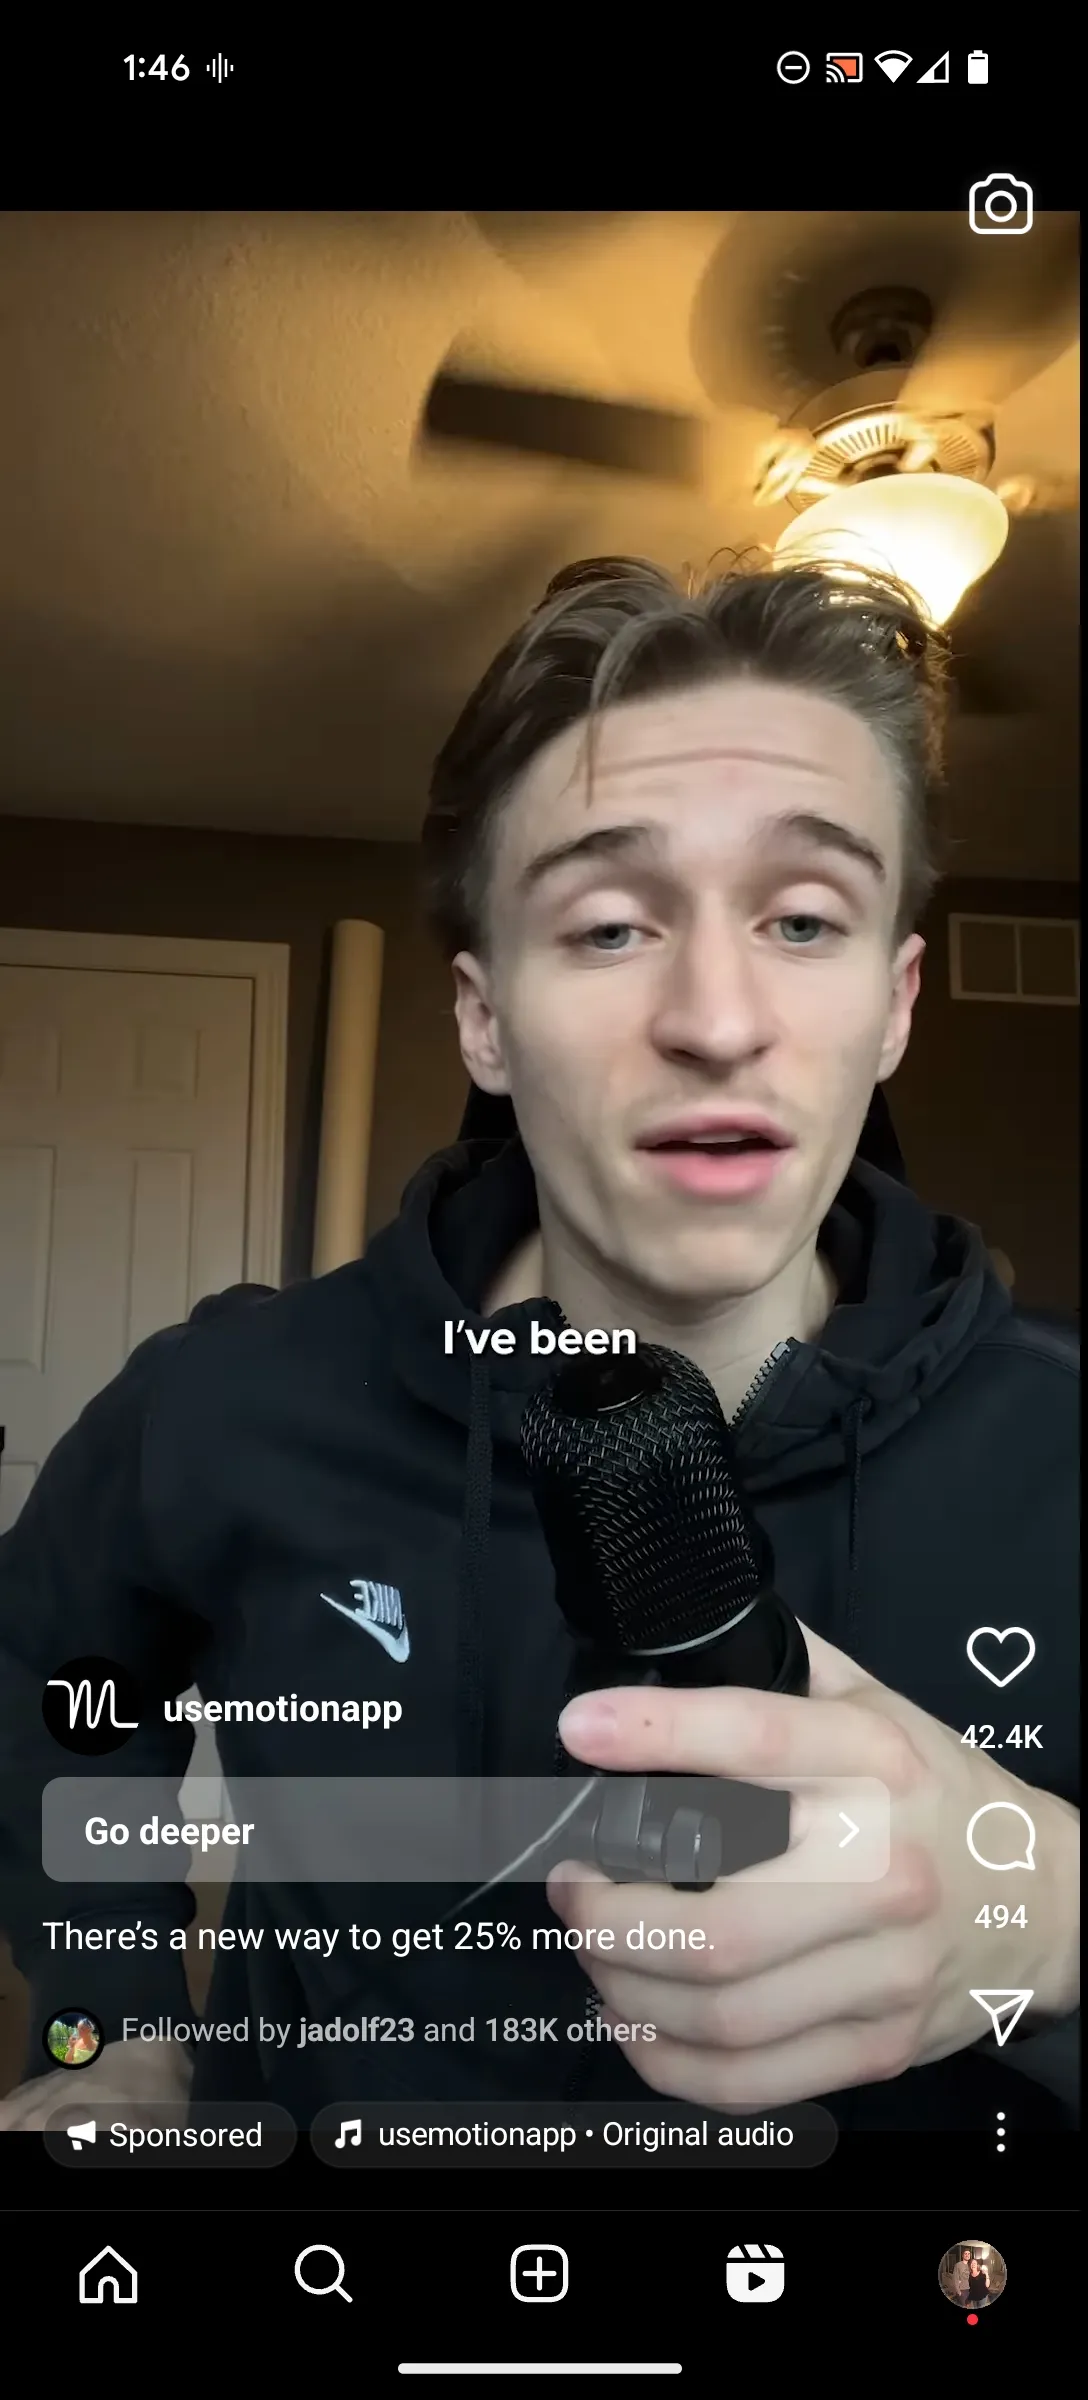 1:46
I've been
NIKE
usemotionapp
Go deeper
There's a new way to get 25% more done.
Followed by jadolf23 and 183K others
Sponsored
usemotionapp • Original audio
42.4K
494